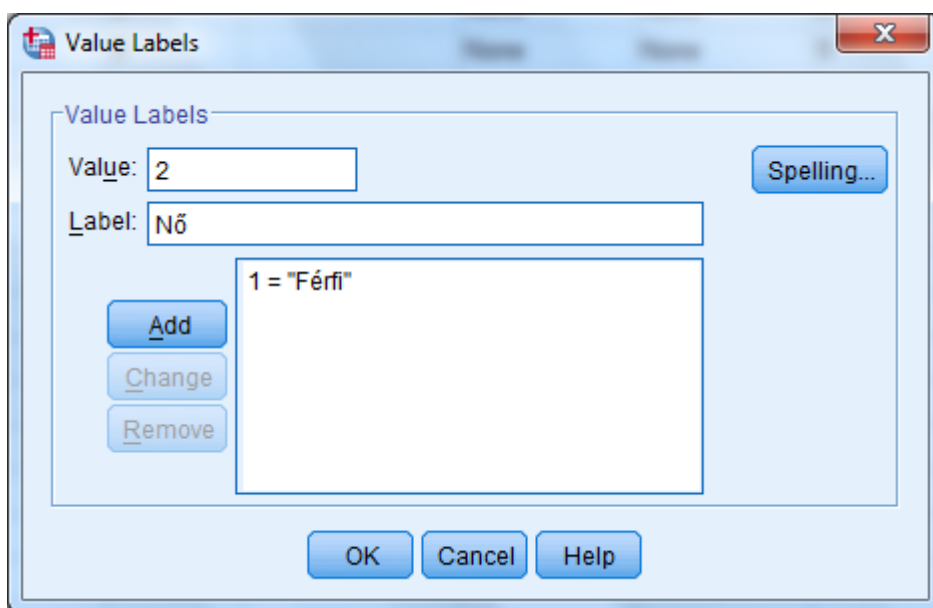 Value Labels
Value Labels
Value: 2
Spelling...
Label: Nő
1 = "Férfi"
Add
Change
Remove
OK Cancel Help